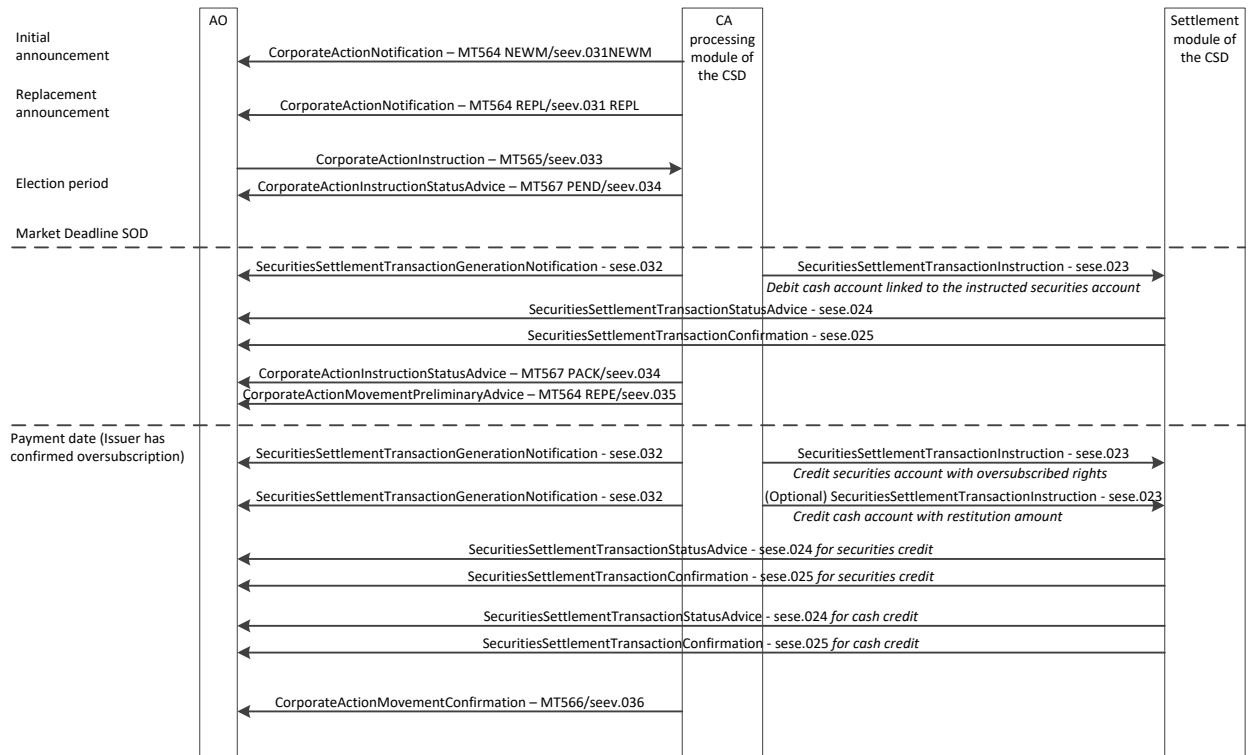 AO
CA
processing
module of
the CSD
Settlement
module of
the CSD
Initial
announcement
CorporateActionNotification – MT564 NEWM/seev.031NEWM
Replacement
announcement
CorporateActionNotification – MT564 REPL/seev.031 REPL
CorporateActionInstruction – MT565/seev.033
Election period
CorporateActionInstructionStatusAdvice – MT567 PEND/seev.034
Market Deadline SOD
SecuritiesSettlementTransactionGenerationNotification - sese.032
SecuritiesSettlementTransactionInstruction - sese.023
Debit cash account linked to the instructed securities account
SecuritiesSettlementTransactionStatusAdvice - sese.024
SecuritiesSettlementTransactionConfirmation - sese.025
CorporateActionInstructionStatusAdvice – MT567 PACK/seev.034
CorporateActionMovementPreliminaryAdvice – MT564 REPE/seev.035
Payment date (Issuer has
confirmed oversubscription)
SecuritiesSettlementTransactionGenerationNotification - sese.032
SecuritiesSettlementTransactionInstruction - sese.023
Credit securities account with oversubscribed rights
SecuritiesSettlementTransactionGenerationNotification - sese.032
(Optional) SecuritiesSettlementTransactionInstruction - sese.023
Credit cash account with restitution amount
SecuritiesSettlementTransactionStatusAdvice - sese.024 for securities credit
SecuritiesSettlementTransactionConfirmation - sese.025 for securities credit
SecuritiesSettlementTransactionStatusAdvice - sese.024 for cash credit
SecuritiesSettlementTransactionConfirmation - sese.025 for cash credit
CorporateActionMovementConfirmation – MT566/seev.036